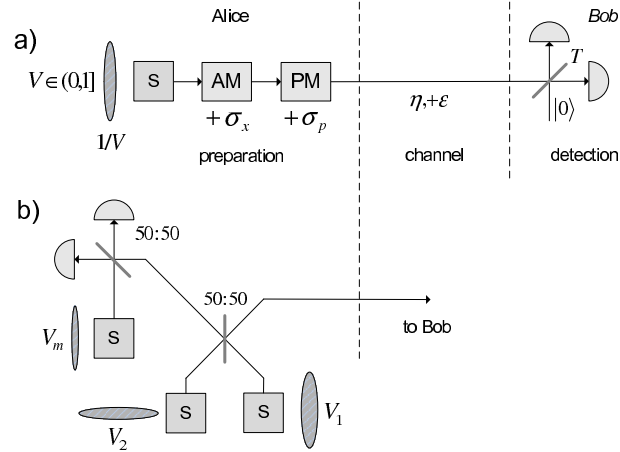 Alice
Bob
a)
V∈(0,1]
S
AM
PM
T
1/V
+σₓ
+σₚ
η,+ε
|0⟩
preparation
channel
detection
b)
50:50
50:50
Vₘ
S
to Bob
V₂
S
S
V₁